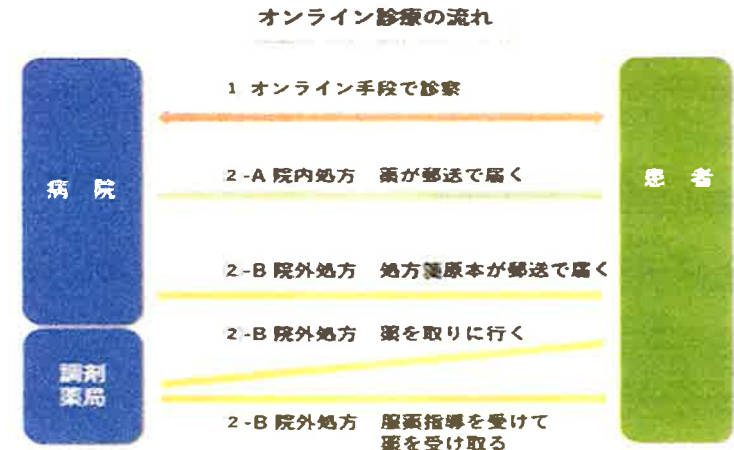 オンライン診療の流れ
1 オンライン手段で診察
病 院
2-A 院内処方 薬が郵送で届く
患 者
2-B 院外処方 処方箋原本が郵送で届く
2-B 院外処方 薬を取りに行く
調剤
薬局
2-B 院外処方 服薬指導を受けて
薬を受け取る